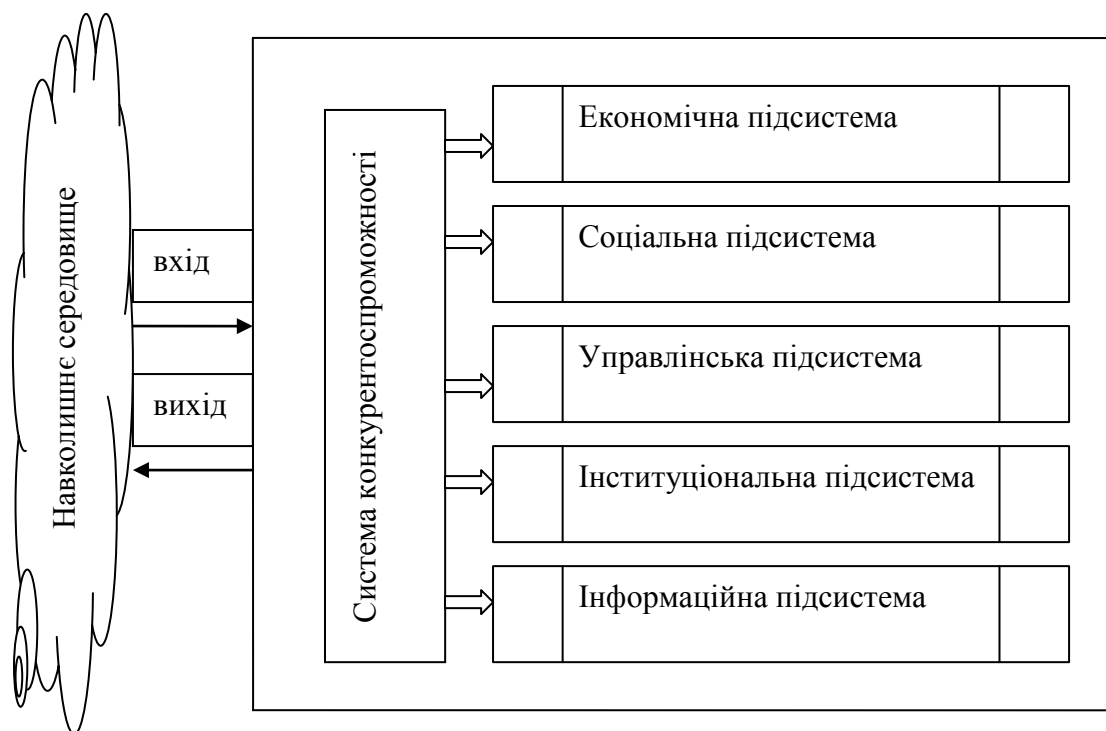 Навколишнє середовище
вхід
вихід
Система конкурентоспроможності
Економічна підсистема
Соціальна підсистема
Управлінська підсистема
Інституціональна підсистема
Інформаційна підсистема